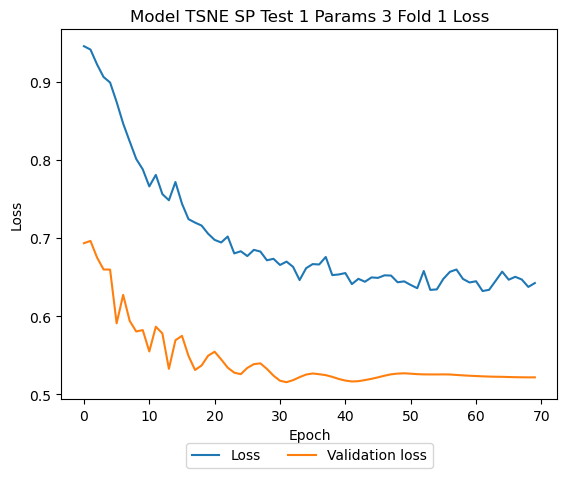 Model TSNE SP Test 1 Params 3 Fold 1 Loss
0.9
0.8
0.7
0.6
0.5
Loss
0 10 20 30 40 50 60 70
Epoch
Loss Validation loss